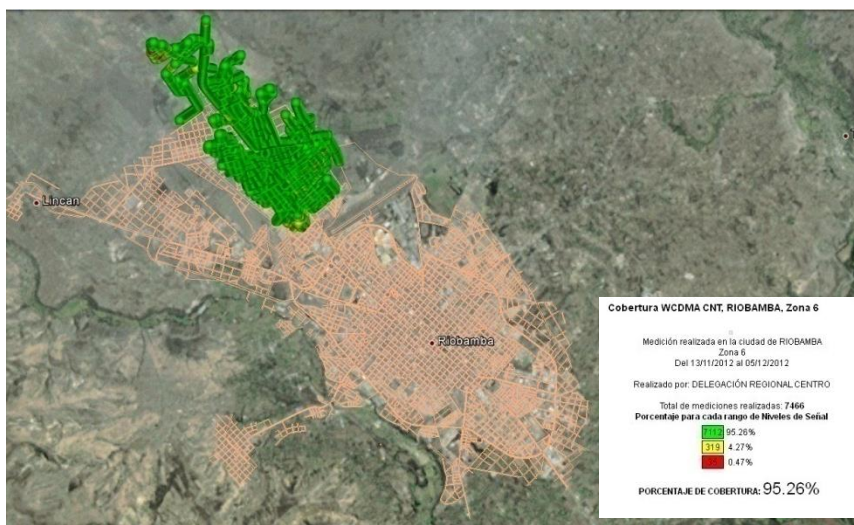 Lincan
Riobamba
Cobertura WCDMA CNT, RIOBAMBA, Zona 6
Medición realizada en la ciudad de RIOBAMBA
Zona 6
Del 13/11/2012 al 05/12/2012
Realizado por: DELEGACIÓN REGIONAL CENTRO
Total de mediciones realizadas: 7466
Porcentaje para cada rango de Niveles de Señal
7112 95.26%
319 4.27%
0.47%
PORCENTAJE DE COBERTURA: 95.26%